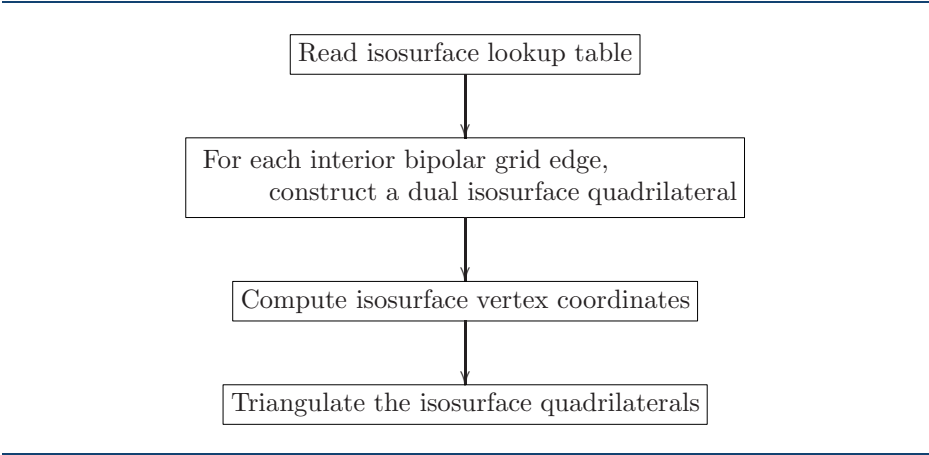 Read isosurface lookup table
For each interior bipolar grid edge,
construct a dual isosurface quadrilateral
Compute isosurface vertex coordinates
Triangulate the isosurface quadrilaterals